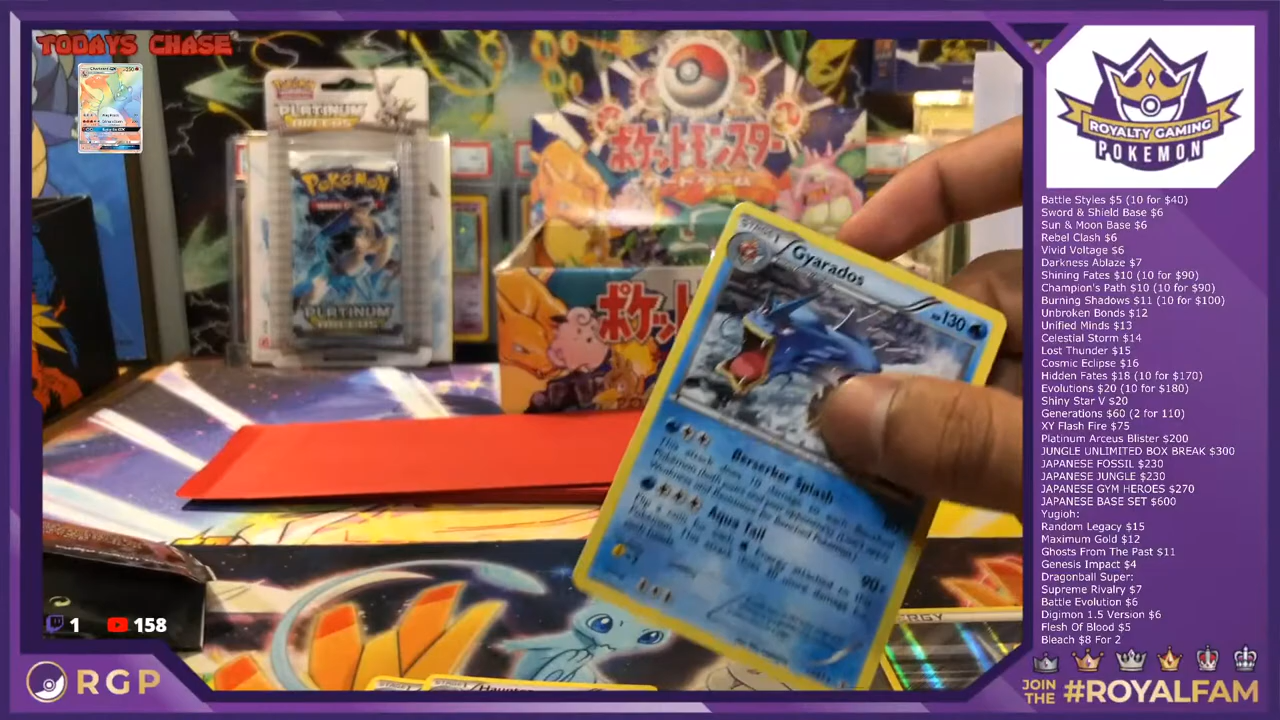 TODAYS CHASE
PLATINUM
ARCEUS
POKÉMON
PLATINUM
ARCEUS
ポケットモンスター
ポケ
STAGE 1
Gyarados
HP130
Berserker Splash
Aqua Tail
90+
ERGY
Haunter
1
158
RGP
ROYALTY GAMING
POKEMON
Battle Styles $5 (10 for $40)
Sword & Shield Base $6
Sun & Moon Base $6
Rebel Clash $6
Vivid Voltage $6
Darkness Ablaze $7
Shining Fates $10 (10 for $90)
Champion's Path $10 (10 for $90)
Burning Shadows $11 (10 for $100)
Unbroken Bonds $12
Unified Minds $13
Celestial Storm $14
Lost Thunder $15
Cosmic Eclipse $16
Hidden Fates $18 (10 for $170)
Evolutions $20 (10 for $180)
Shiny Star V $20
Generations $60 (2 for 110)
XY Flash Fire $75
Platinum Arceus Blister $200
JUNGLE UNLIMITED BOX BREAK $300
JAPANESE FOSSIL $230
JAPANESE JUNGLE $230
JAPANESE GYM HEROES $270
JAPANESE BASE SET $600
Yugioh:
Random Legacy $15
Maximum Gold $12
Ghosts From The Past $11
Genesis Impact $4
Dragonball Super:
Supreme Rivalry $7
Battle Evolution $6
Digimon 1.5 Version $6
Flesh Of Blood $5
Bleach $8 For 2
JOIN
THE #ROYALFAM